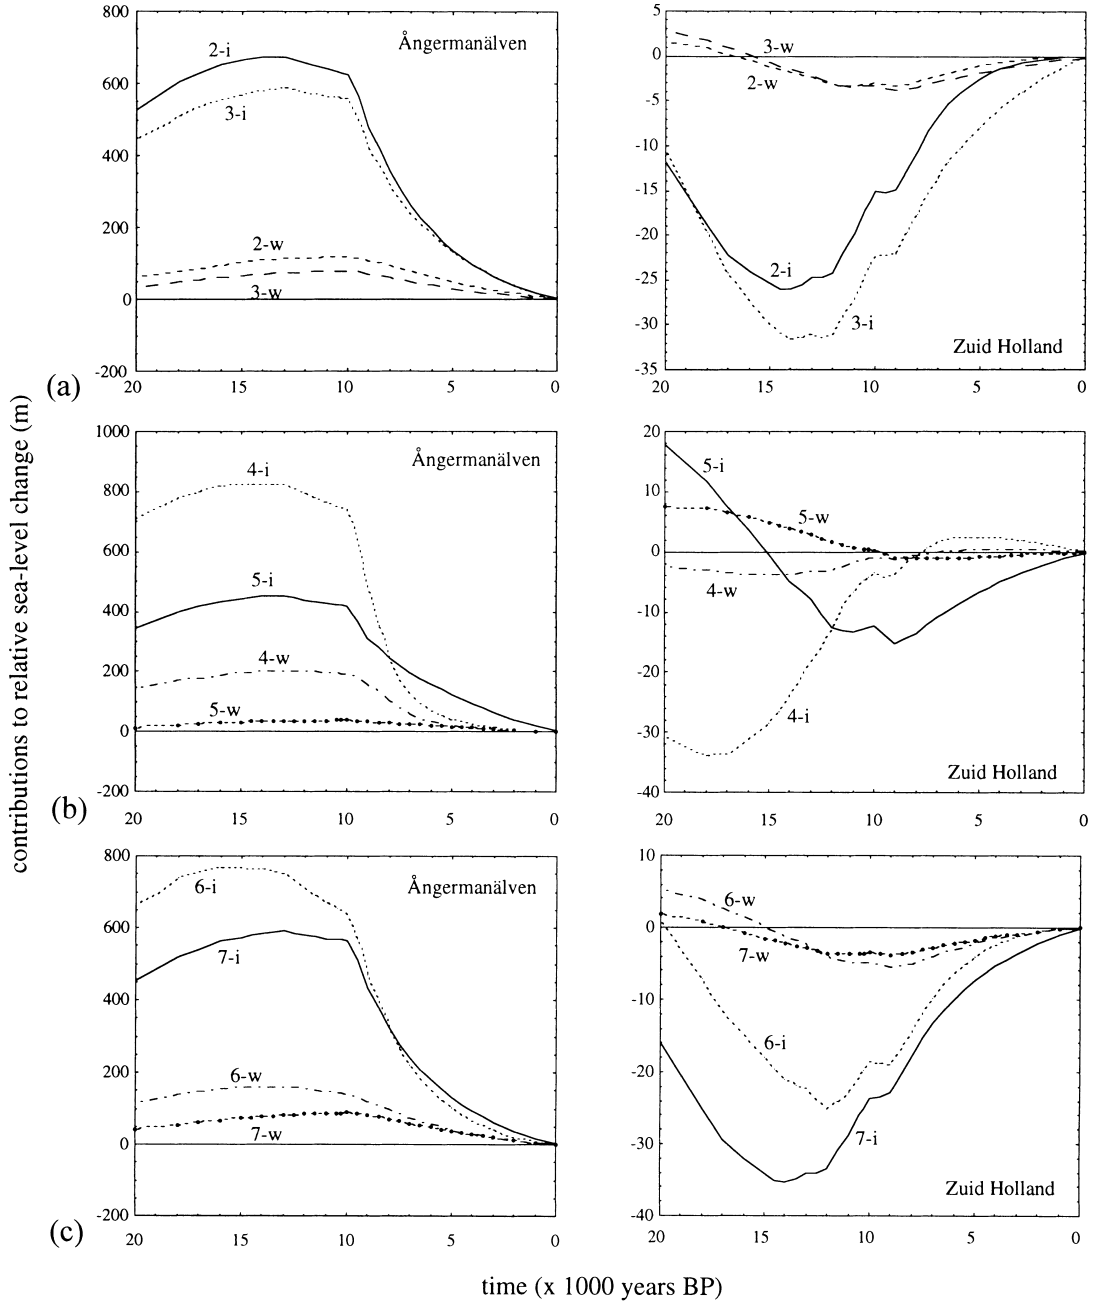 800
600
400
200
0
-200
20 15 10 5 0
Ångermanälven
2-i
3-i
2-w
3-w
(a)
5
0
-5
-10
-15
-20
-25
-30
-35
20 15 10 5 0
3-w
2-w
2-i
3-i
Zuid Holland
1000
800
600
400
200
0
-200
20 15 10 5 0
Ångermanälven
4-i
5-i
4-w
5-w
(b)
20
10
0
-10
-20
-30
-40
20 15 10 5 0
5-i
5-w
4-w
4-i
Zuid Holland
800
600
400
200
0
-200
20 15 10 5 0
Ångermanälven
6-i
7-i
6-w
7-w
(c)
10
0
-10
-20
-30
-40
20 15 10 5 0
6-w
7-w
6-i
7-i
Zuid Holland
contributions to relative sea-level change (m)
time (x 1000 years BP)